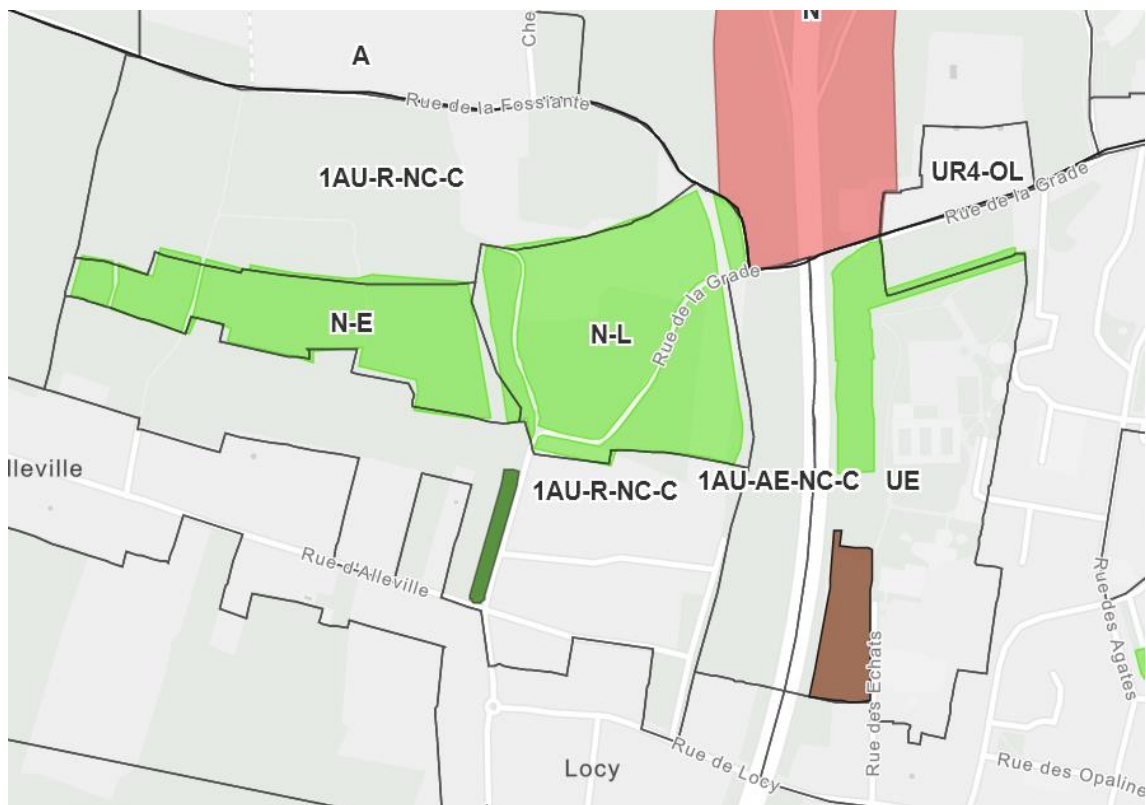 N
A
Che
Rue de la Fossiante
1AU-R-NC-C
UR4-OL
Rue de la Grade
Rue de la Grade
N-E
N-L
lleville
1AU-R-NC-C
1AU-AE-NC-C
UE
Rue d'Alleville
Rue des Echats
Rue des Agates
Locy
Rue de Locy
Rue des Opaline